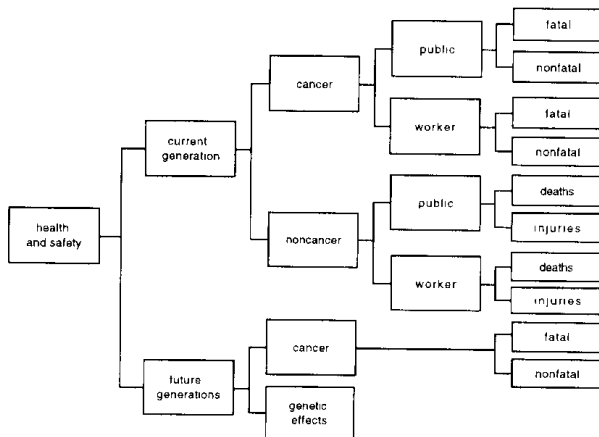 health
and safety
current
generation
cancer
public
fatal
nonfatal
worker
fatal
nonfatal
noncancer
public
deaths
injuries
worker
deaths
injuries
future
generations
cancer
fatal
nonfatal
genetic
effects